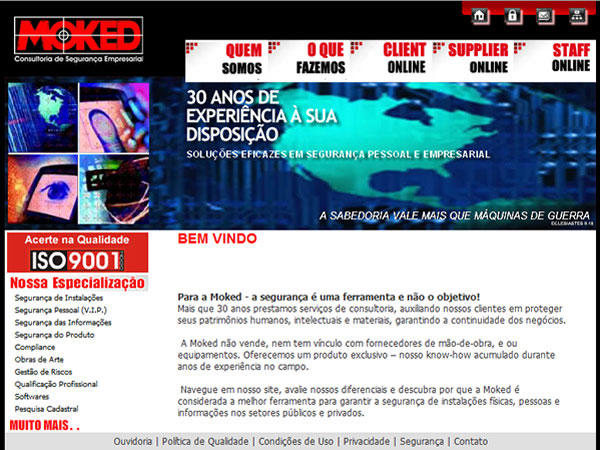 MOKED
Consultoria de Segurança Empresarial
QUEM SOMOS
O QUE FAZEMOS
CLIENT ONLINE
SUPPLIER ONLINE
STAFF ONLINE
30 ANOS DE
EXPERIÊNCIA À SUA
DISPOSIÇÃO
SOLUÇÕES EFICAZES EM SEGURANÇA PESSOAL E EMPRESARIAL
A SABEDORIA VALE MAIS QUE MÁQUINAS DE GUERRA
ECLESIASTES 9.18
Acerte na Qualidade
ISO9001
Nossa Especialização
Segurança de Instalações
Segurança Pessoal (V.I.P.)
Segurança das Informações
Segurança do Produto
Compliance
Obras de Arte
Gestão de Riscos
Qualificação Profissional
Softwares
Pesquisa Cadastral
MUITO MAIS. .
BEM VINDO
Para a Moked - a segurança é uma ferramenta e não o objetivo!
Mais que 30 anos prestamos serviços de consultoria, auxilando nossos clientes em proteger
seus patrimônios humanos, intelectuais e materiais, garantindo a continuidade dos negócios.
A Moked não vende, nem tem vínculo com fornecedores de mão-de-obra, e ou
equipamentos. Oferecemos um produto exclusivo – nosso know-how acumulado durante
anos de experiência no campo.
Navegue em nosso site, avalie nossos diferenciais e descubra por que a Moked é
considerada a melhor ferramenta para garantir a segurança de instalações físicas, pessoas e
informações nos setores públicos e privados.
Ouvidoria | Política de Qualidade | Condições de Uso | Privacidade | Segurança | Contato